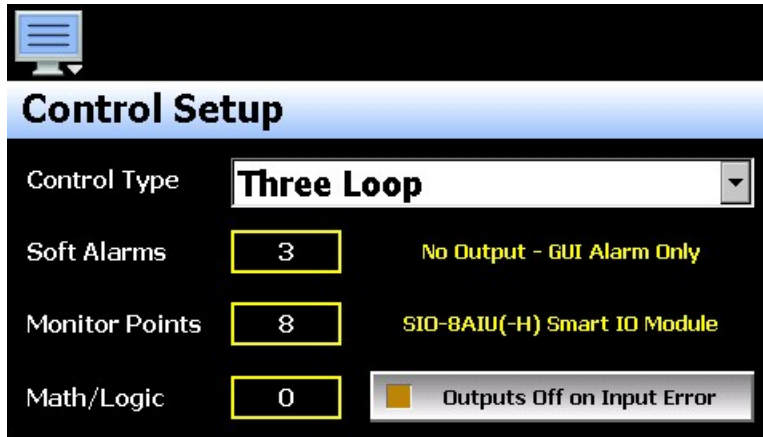 Control Setup
Control Type Three Loop
Soft Alarms 3 No Output - GUI Alarm Only
Monitor Points 8 SIO-8AIU(-H) Smart IO Module
Math/Logic 0 Outputs Off on Input Error